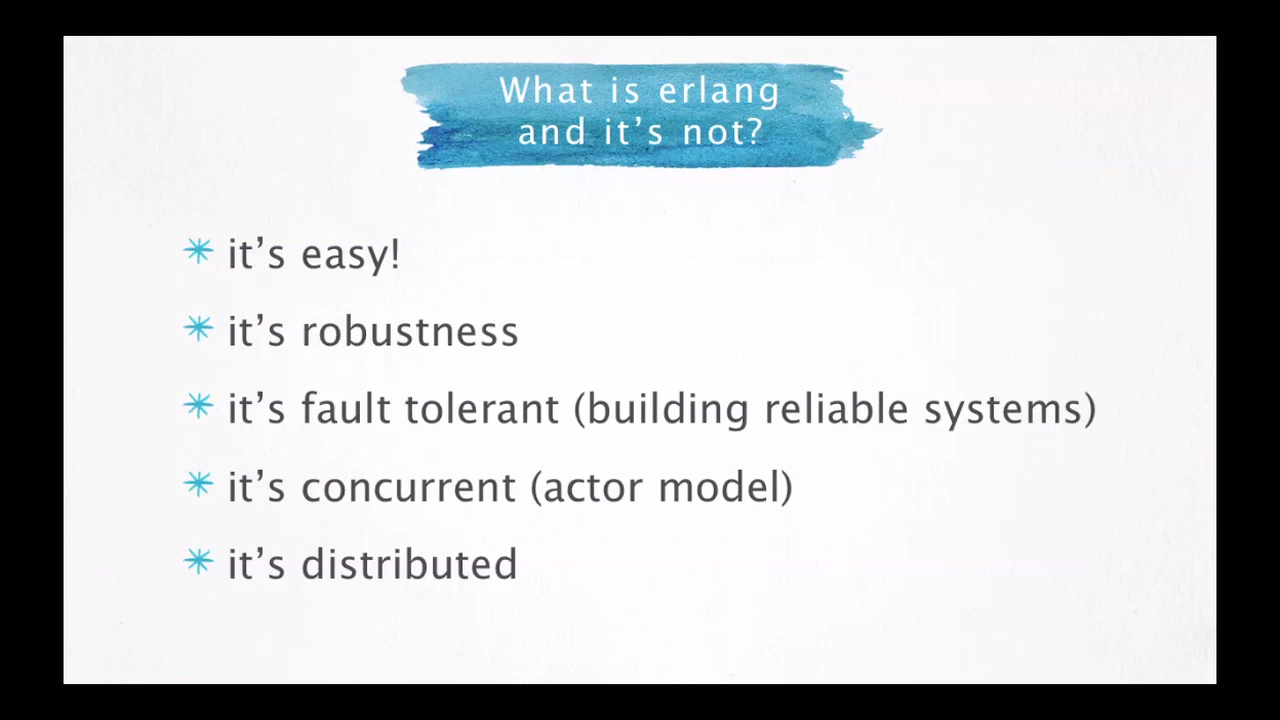 What is erlang
and it’s not?
it’s easy!
it’s robustness
it’s fault tolerant (building reliable systems)
it’s concurrent (actor model)
it’s distributed